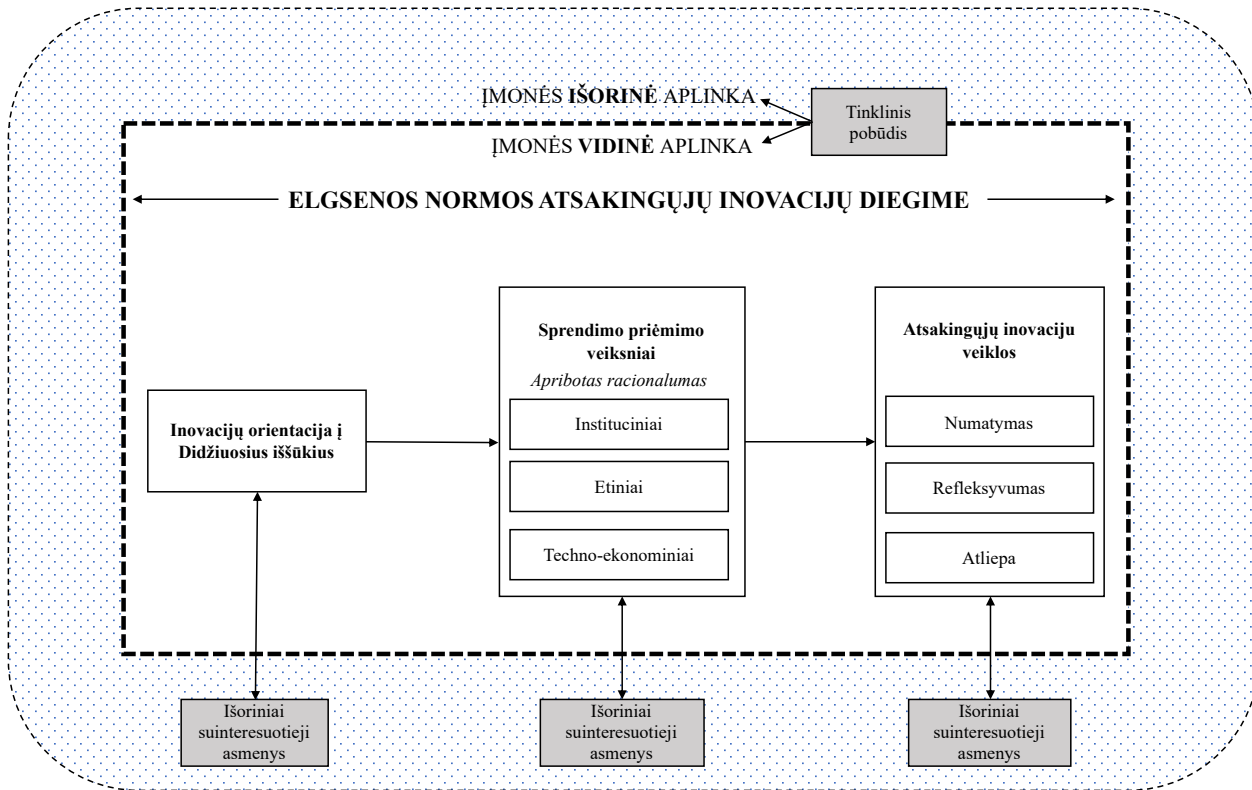 ĮMONĖS IŠORINĖ APLINKA
Tinklinis
pobūdis
ĮMONĖS VIDINĖ APLINKA
ELGSENOS NORMOS ATSAKINGŲJŲ INOVACIJŲ DIEGIME
Inovacijų orientacija į
Didžiuosius iššūkius
Sprendimo priėmimo
veiksniai
Apribotas racionalumas
Instituciniai
Etiniai
Techno-ekonominiai
Atsakingųjų inovaciju
veiklos
Numatymas
Refleksyvumas
Atliepa
Išoriniai
suinteresuotieji
asmenys
Išoriniai
suinteresuotieji
asmenys
Išoriniai
suinteresuotieji
asmenys